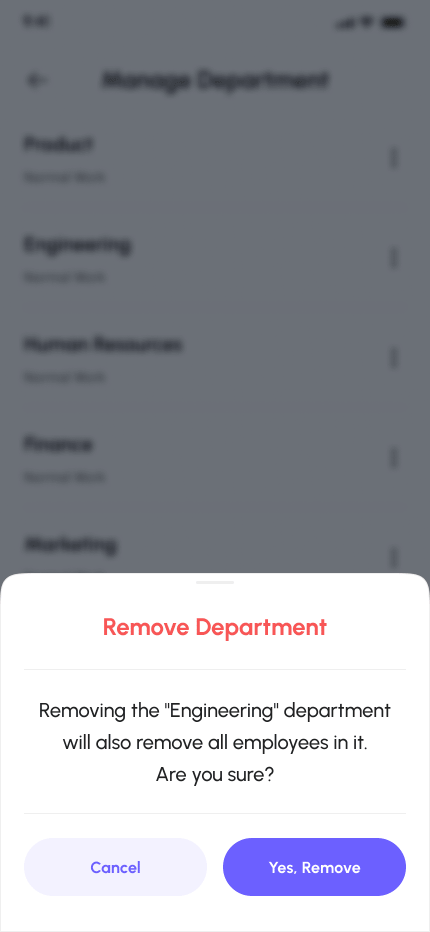 9:41
Manage Department
Product
Normal Work
Engineering
Normal Work
Human Resources
Normal Work
Finance
Normal Work
Marketing
Remove Department
Removing the "Engineering" department
will also remove all employees in it.
Are you sure?
Cancel
Yes, Remove